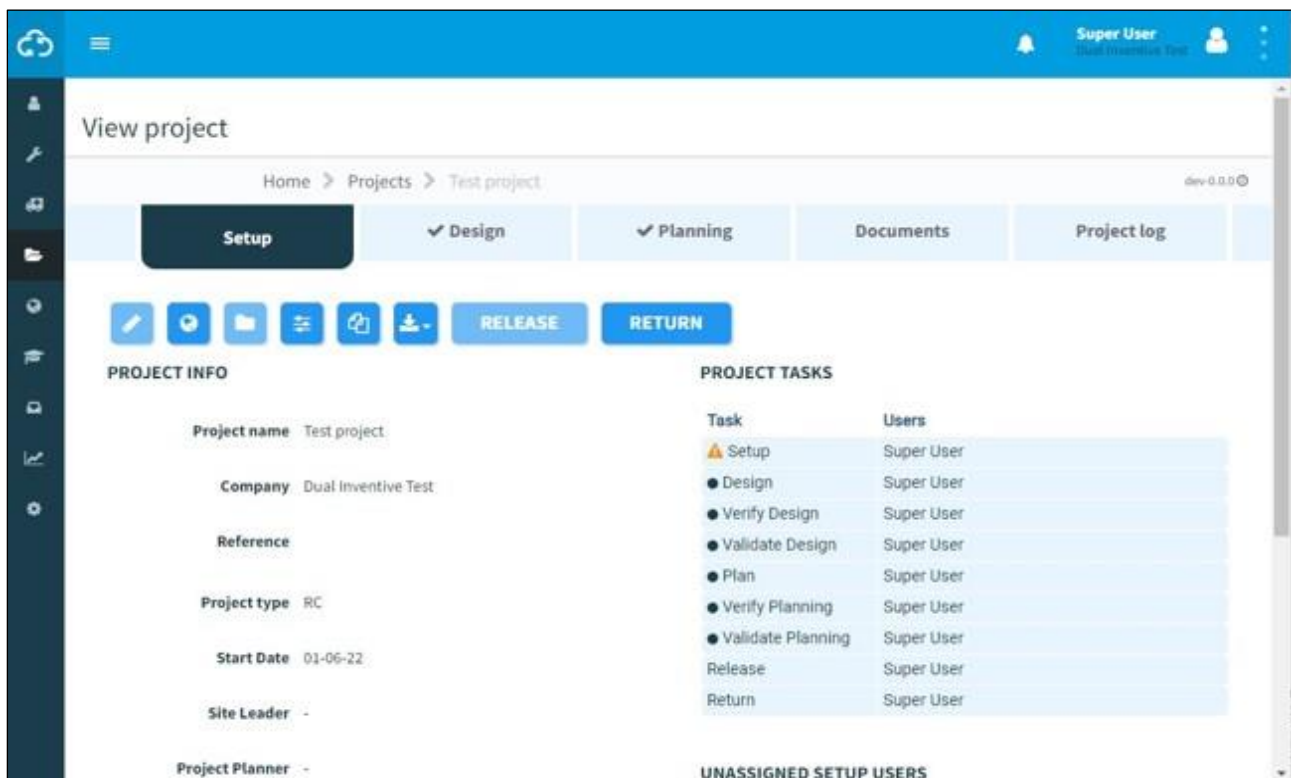 Super User
Dual Inventive Test
View project
Home > Projects > Test project
dev-0.0.0
Setup
Design
Planning
Documents
Project log
RELEASE
RETURN
PROJECT INFO
Project name Test project
Company Dual Inventive Test
Reference
Project type RC
Start Date 01-06-22
Site Leader -
Project Planner -
PROJECT TASKS
Task Users
Setup Super User
Design Super User
Verify Design Super User
Validate Design Super User
Plan Super User
Verify Planning Super User
Validate Planning Super User
Release Super User
Return Super User
UNASSIGNED SETUP USERS